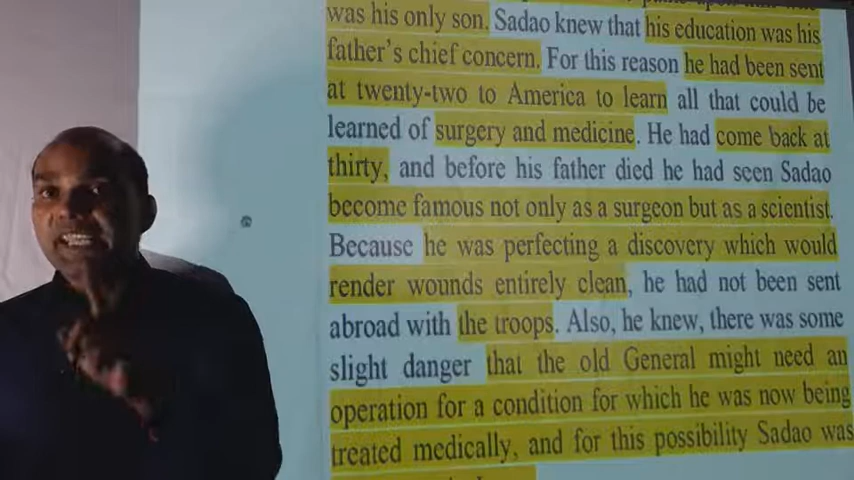 was his only son. Sadao knew that his education was his
father's chief concern. For this reason he had been sent
at twenty-two to America to learn all that could be
learned of surgery and medicine. He had come back at
thirty, and before his father died he had seen Sadao
become famous not only as a surgeon but as a scientist.
Because he was perfecting a discovery which would
render wounds entirely clean, he had not been sent
abroad with the troops. Also, he knew, there was some
slight danger that the old General might need an
operation for a condition for which he was now being
treated medically, and for this possibility Sadao was